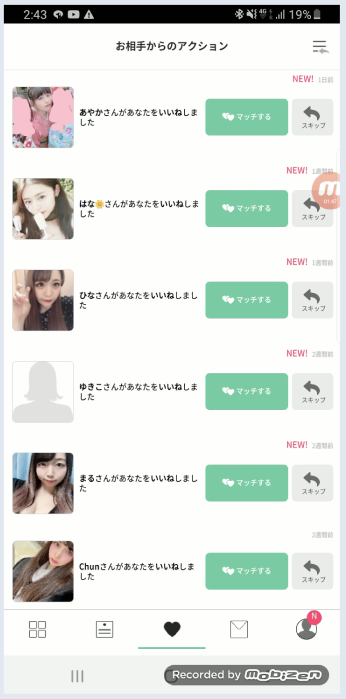 2:43
4G
19%
お相手からのアクション
NEW! 1日前
あやかさんがあなたをいいねしま
した
マッチする
スキップ
NEW! 1週間前
はな🌼さんがあなたをいいねしま
した
マッチする
スキップ
01:47
NEW! 1週間前
ひなさんがあなたをいいねしまし
た
マッチする
スキップ
NEW! 2週間前
ゆきこさんがあなたをいいねしま
した
マッチする
スキップ
NEW! 2週間前
まるさんがあなたをいいねしまし
た
マッチする
スキップ
3週間前
Chunさんがあなたをいいねしま
した
マッチする
スキップ
N
Recorded by Mobizen